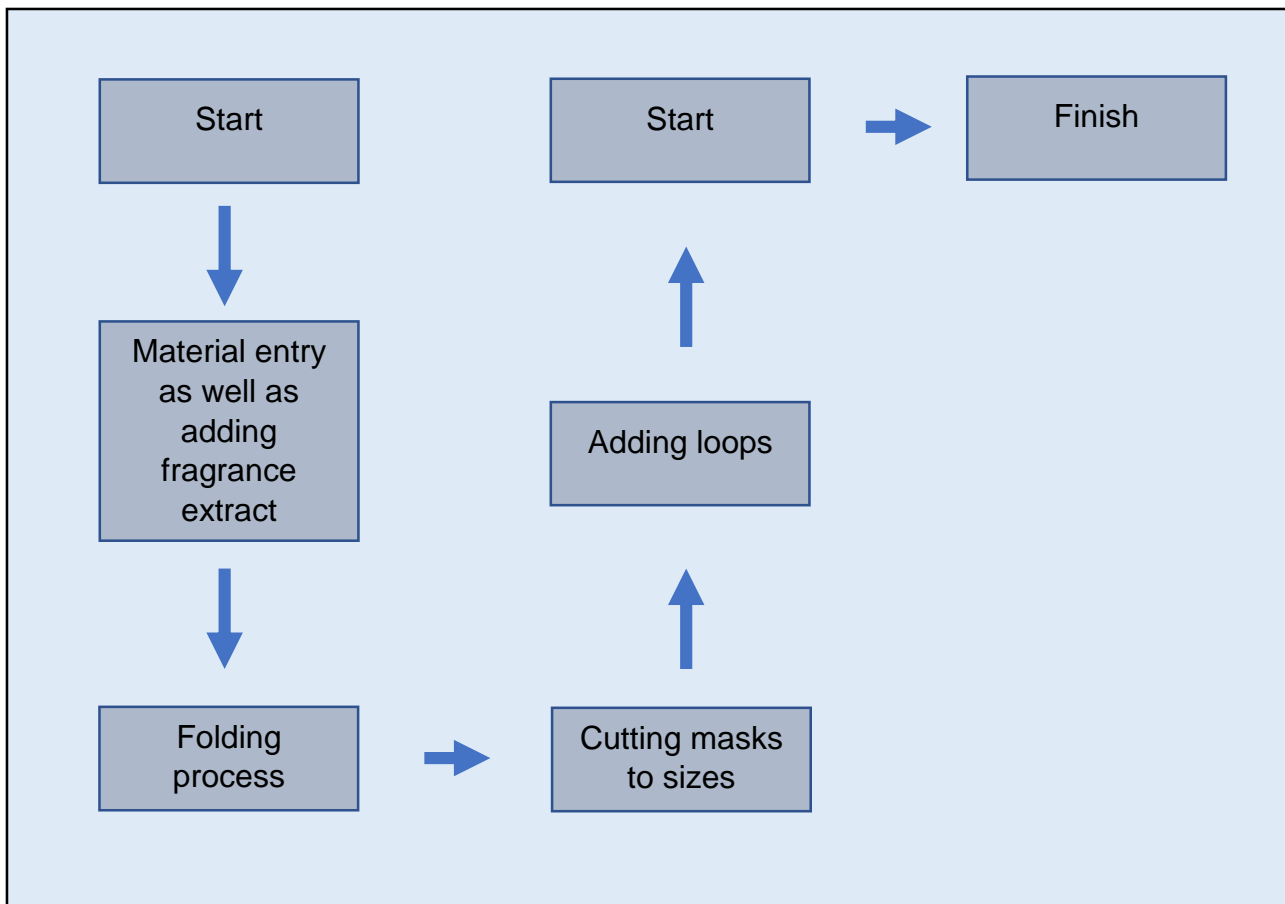 Start
Material entry
as well as
adding
fragrance
extract
Folding
process
Cutting masks
to sizes
Adding loops
Start
Finish